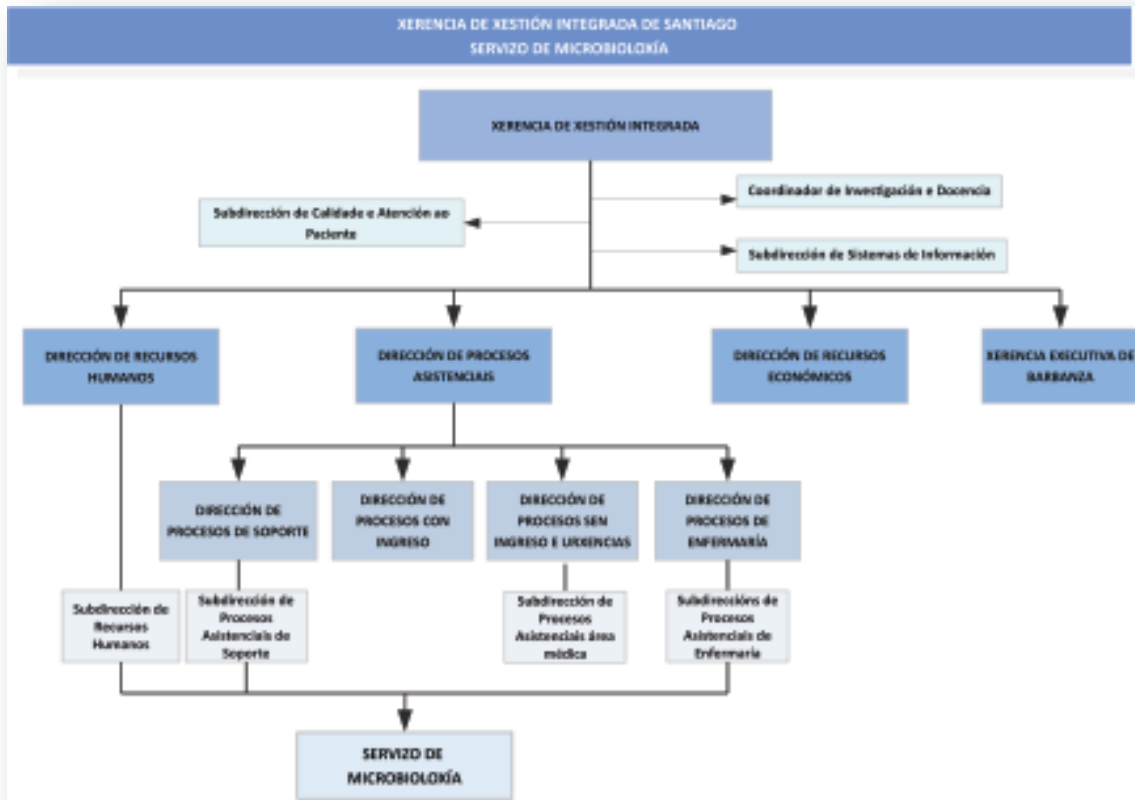 XERENCIA DE XESTIÓN INTEGRADA DE SANTIAGO
SERVIZO DE MICROBIOLOXÍA
XERENCIA DE XESTIÓN INTEGRADA
Coordinador de Investigación e Docencia
Subdirección de Calidade e Atención ao
Paciente
Subdirección de Sistemas de Información
DIRECCIÓN DE RECURSOS
HUMANOS
DIRECCIÓN DE PROCESOS
ASISTENCIAIS
DIRECCIÓN DE RECURSOS
ECONÓMICOS
XERENCIA EXECUTIVA DE
BARBANZA
DIRECCIÓN DE
PROCESOS DE SOPORTE
DIRECCIÓN DE
PROCESOS CON
INGRESO
DIRECCIÓN DE
PROCESOS SEN
INGRESO E URXENCIAS
DIRECCIÓN DE
PROCESOS DE
ENFERMARÍA
Subdirección de
Recursos
Humanos
Subdirección de
Procesos
Asistenciais de
Soporte
Subdirección de
Procesos
Asistenciais área
médica
Subdireccións de
Procesos
Asistenciais de
Enfermaría
SERVIZO DE
MICROBIOLOXÍA